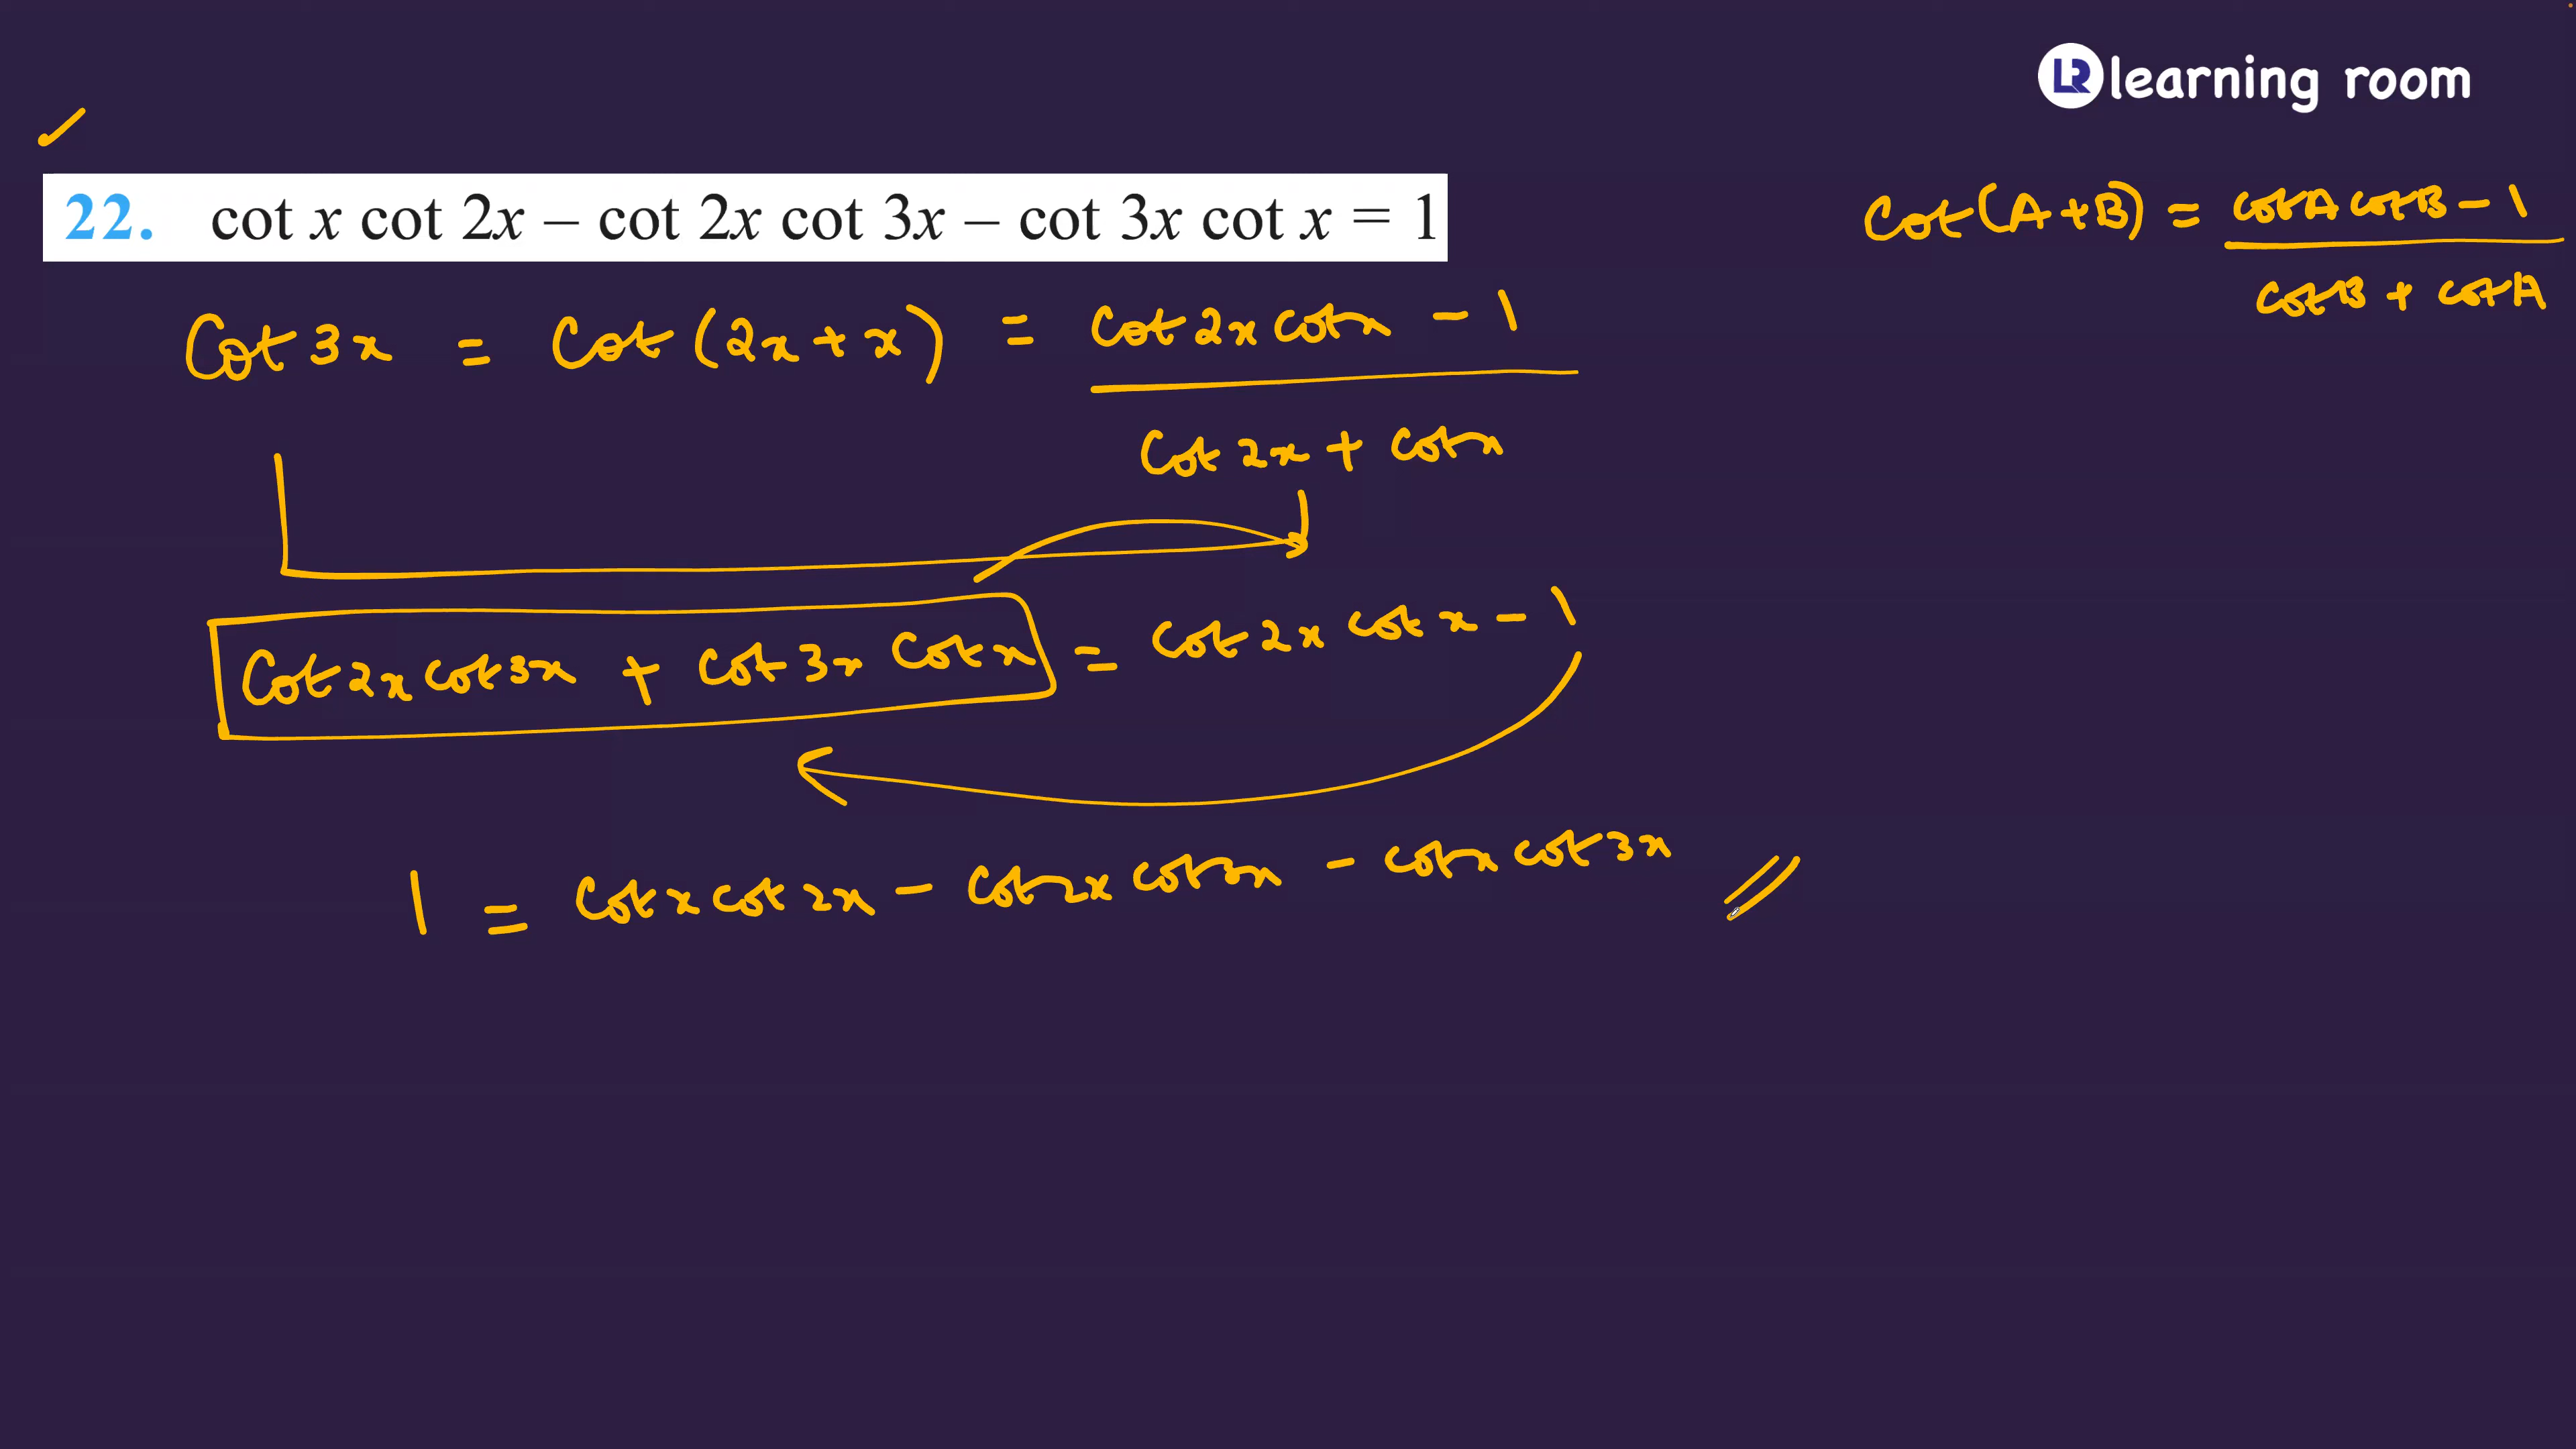 learning room
22. cot x cot 2x – cot 2x cot 3x – cot 3x cot x = 1
Cot(A+B) = cotA cotB - 1 / cotB + cotA
Cot 3x = Cot (2x + x) = Cot 2x Cot x - 1 / Cot 2x + Cot x
Cot 2x cot 3x + Cot 3x Cot x = Cot 2x Cot x - 1
1 = Cot x cot 2x - Cot 2x cot 3x - cot x cot 3x